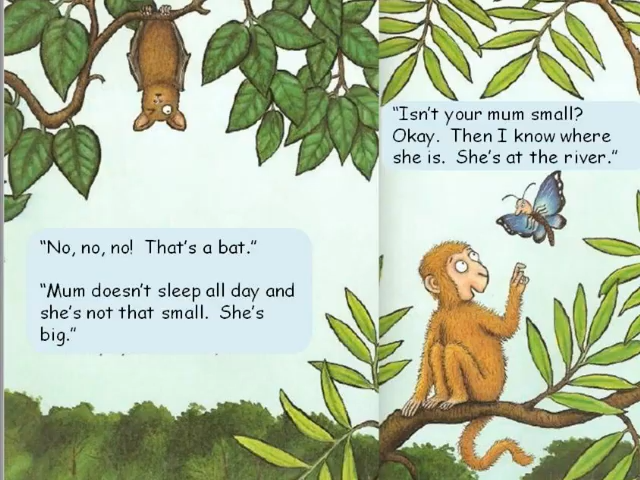 "No, no, no!  That's a bat."
"Mum doesn't sleep all day and
she's not that small.  She's
big."
"Isn't your mum small?
Okay.  Then I know where
she is.  She's at the river."